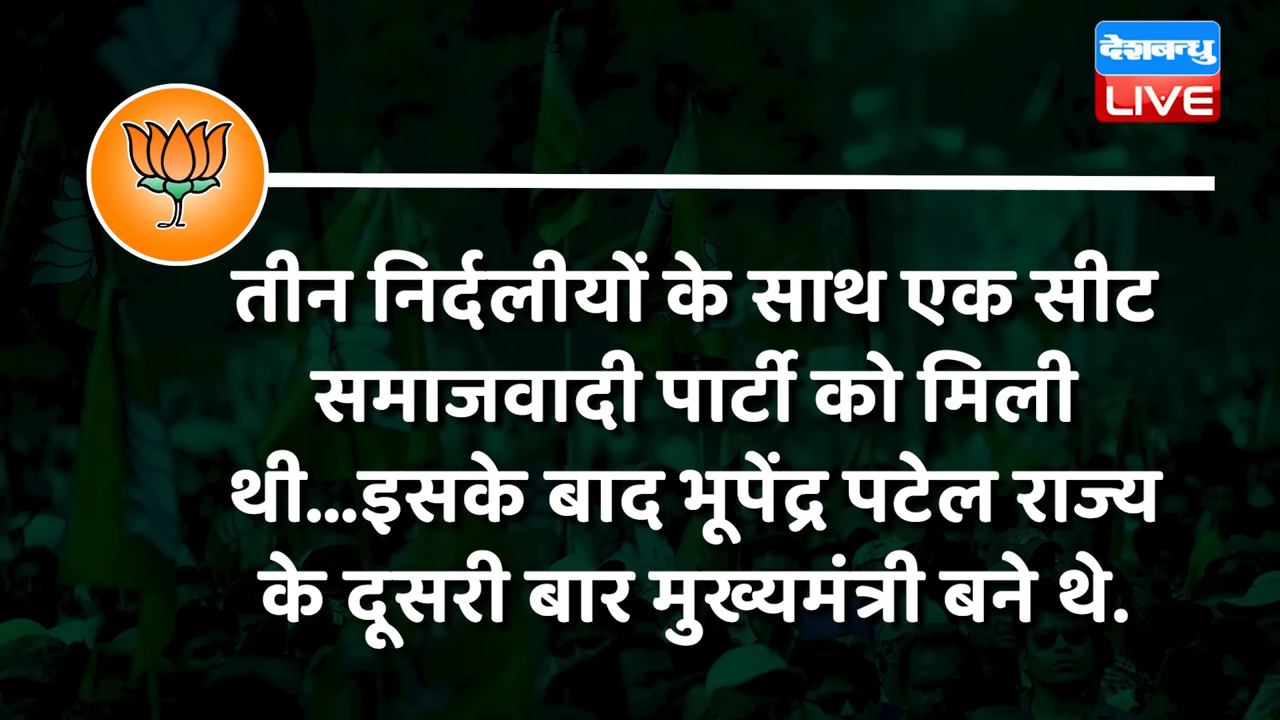 देशबन्धु
LIVE
तीन निर्दलीयों के साथ एक सीट
समाजवादी पार्टी को मिली
थी...इसके बाद भूपेंद्र पटेल राज्य
के दूसरी बार मुख्यमंत्री बने थे.